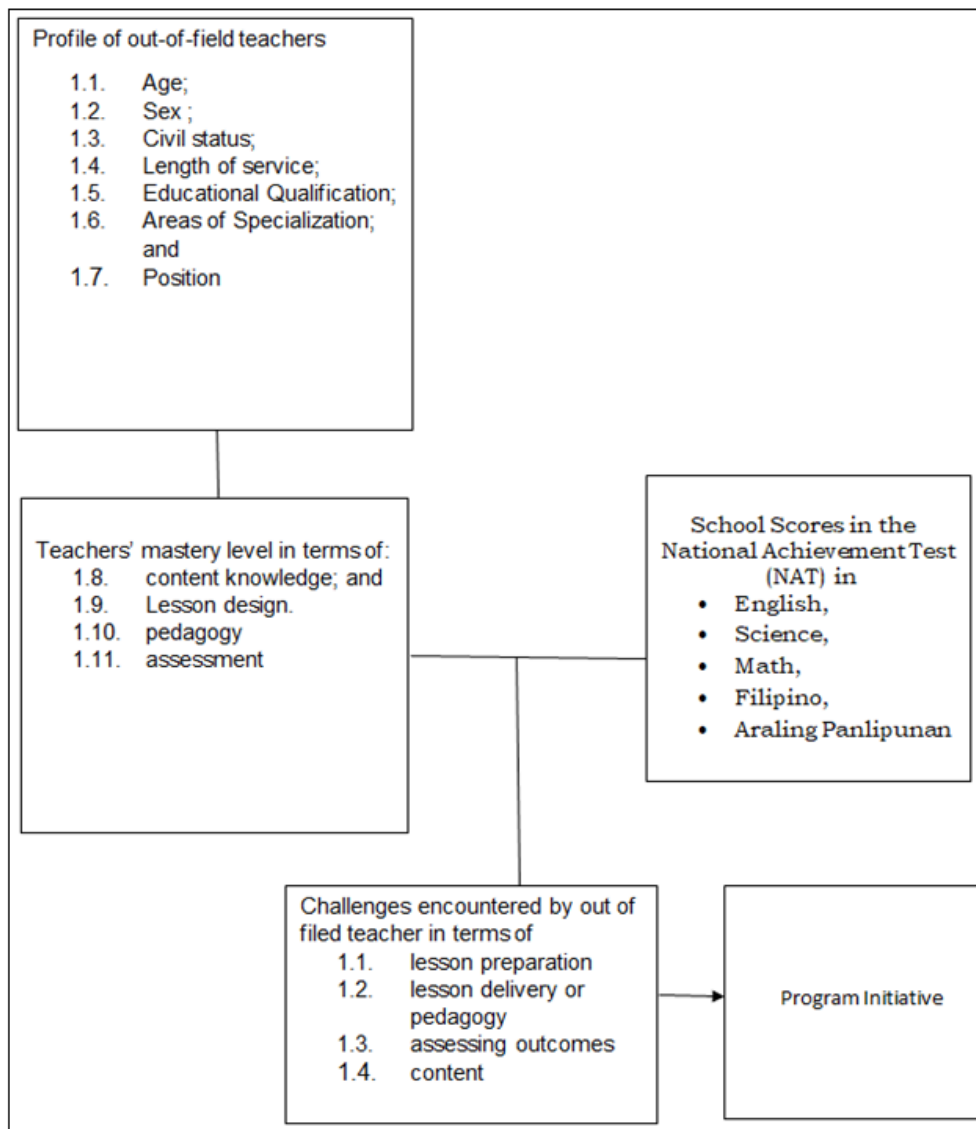 Profile of out-of-field teachers
1.1. Age;
1.2. Sex ;
1.3. Civil status;
1.4. Length of service;
1.5. Educational Qualification;
1.6. Areas of Specialization;
and
1.7. Position
Teachers' mastery level in terms of:
1.8. content knowledge; and
1.9. Lesson design.
1.10. pedagogy
1.11. assessment
School Scores in the
National Achievement Test
(NAT) in
• English,
• Science,
• Math,
• Filipino,
• Araling Panlipunan
Challenges encountered by out of
filed teacher in terms of
1.1. lesson preparation
1.2. lesson delivery or
pedagogy
1.3. assessing outcomes
1.4. content
Program Initiative